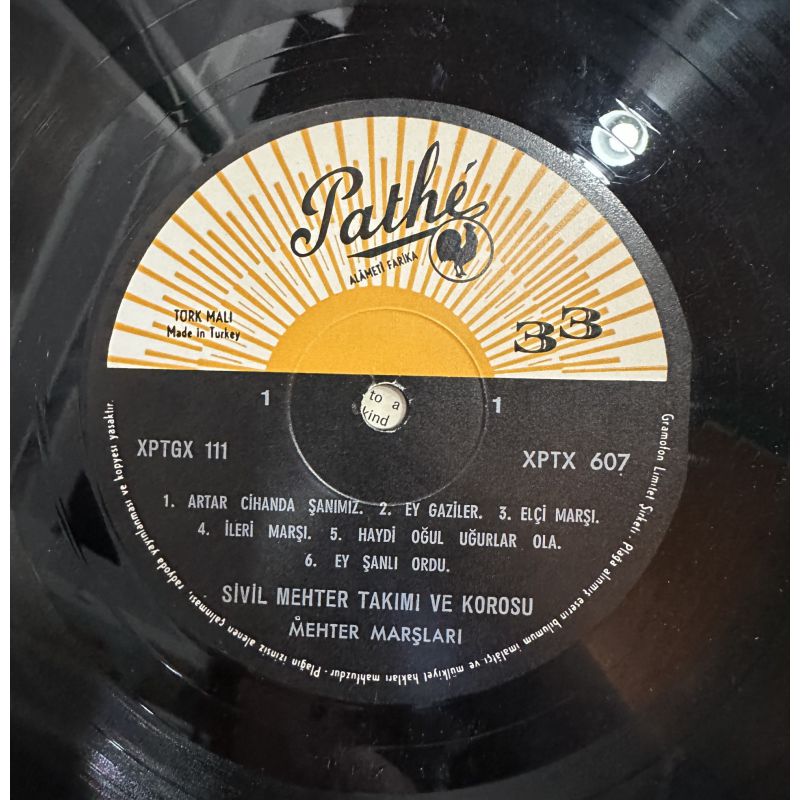 Pathé
ALÂMETİ FARİKA
TÜRK MALI
Made in Turkey
33
1
1
to a
kind
XPTGX 111
XPTX 607
1. ARTAR CİHANDA ŞANIMIZ. 2. EY GAZİLER. 3. ELÇİ MARŞI.
4. İLERİ MARŞI. 5. HAYDİ OĞUL UĞURLAR OLA.
6. EY ŞANLI ORDU.
SİVİL MEHTER TAKIMI VE KOROSU
MEHTER MARŞLARI
Gramofon Limitet Şirketi - Plağa alınmış eserin bilumum imalâtçı ve mülkiyet hakları mahfuzdur - Plağın izinsiz alenen çalınması, radyoda yayınlanması ve kopyesi yasaktır.